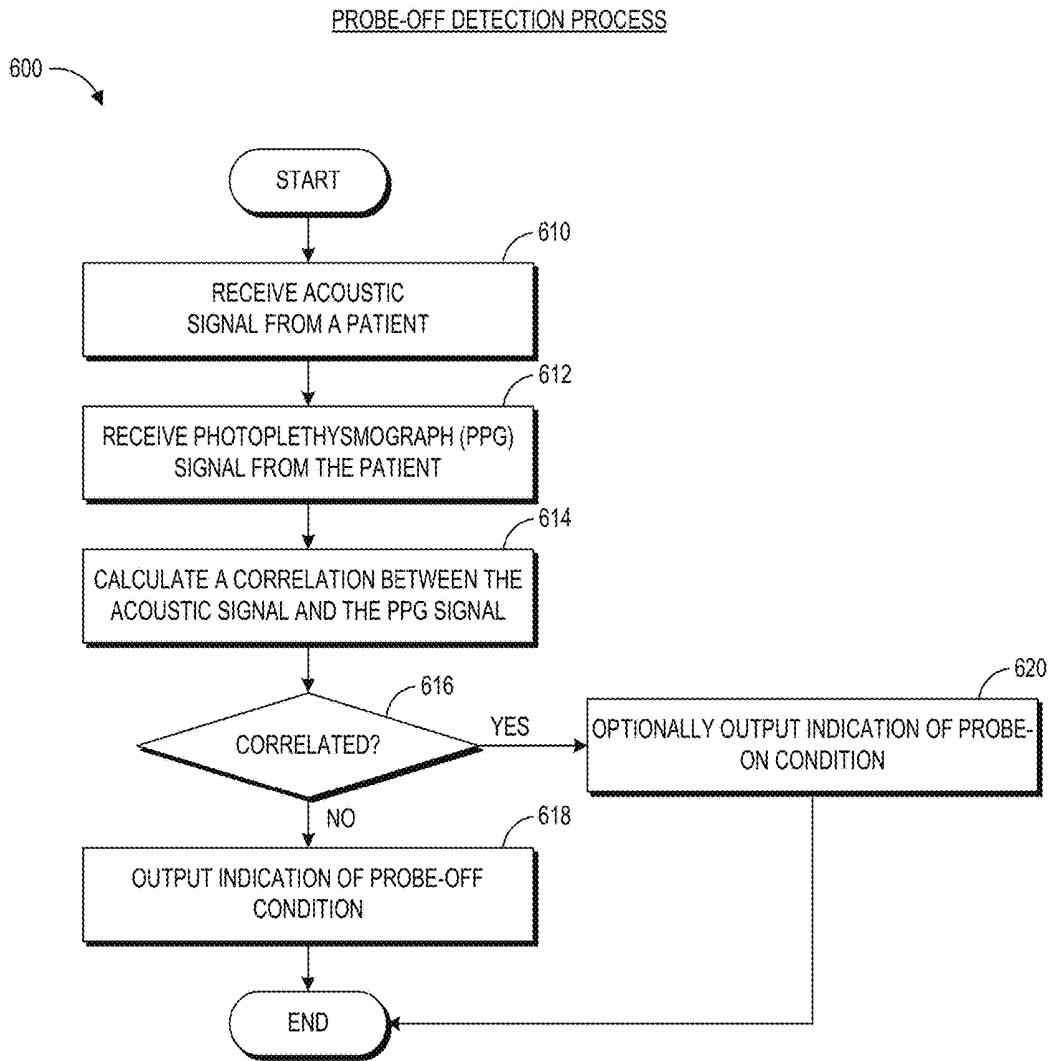 PROBE-OFF DETECTION PROCESS
600
START
610
RECEIVE ACOUSTIC
SIGNAL FROM A PATIENT
612
RECEIVE PHOTOPLETHYSMOGRAPH (PPG)
SIGNAL FROM THE PATIENT
614
CALCULATE A CORRELATION BETWEEN THE
ACOUSTIC SIGNAL AND THE PPG SIGNAL
616
CORRELATED?
YES
620
OPTIONALLY OUTPUT INDICATION OF PROBE-
ON CONDITION
NO
618
OUTPUT INDICATION OF PROBE-OFF
CONDITION
END